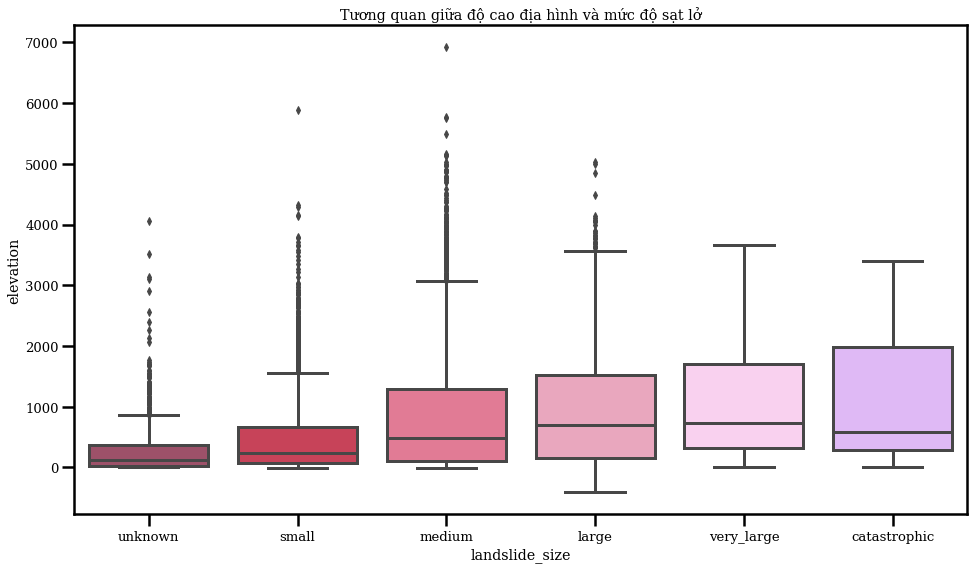 Tương quan giữa độ cao địa hình và mức độ sạt lở
7000
6000
5000
4000
3000
2000
1000
0
elevation
unknown small medium large very_large catastrophic
landslide_size